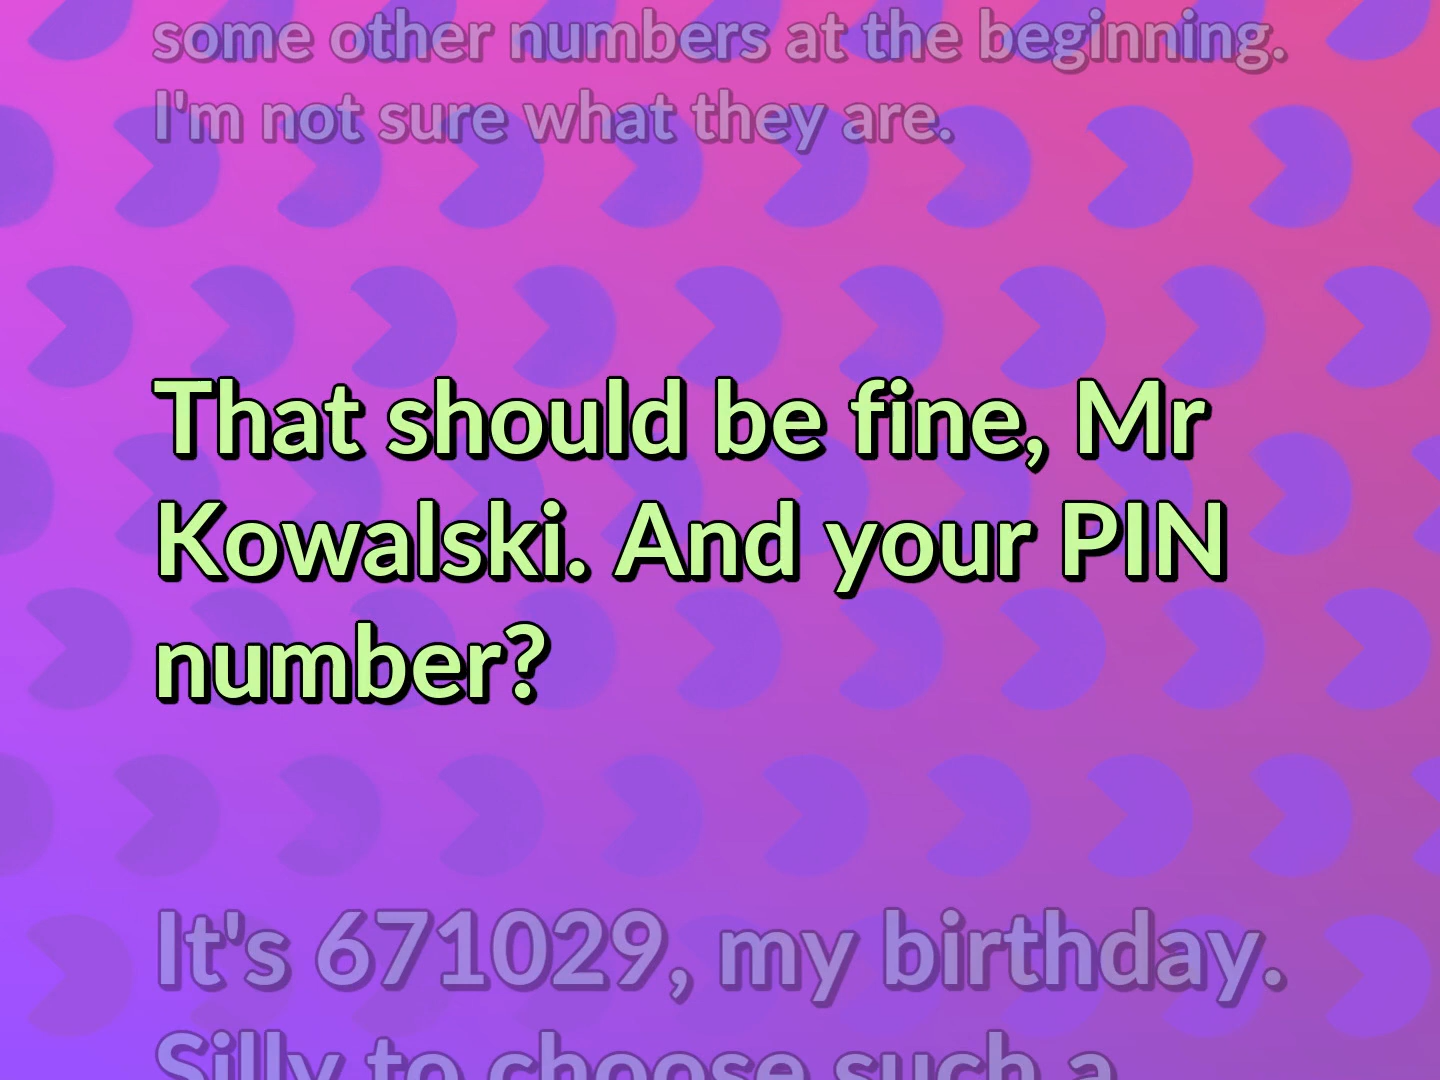 some other numbers at the beginning.
I'm not sure what they are.
That should be fine, Mr
Kowalski. And your PIN
number?
It's 671029, my birthday.
Silly to choose such a